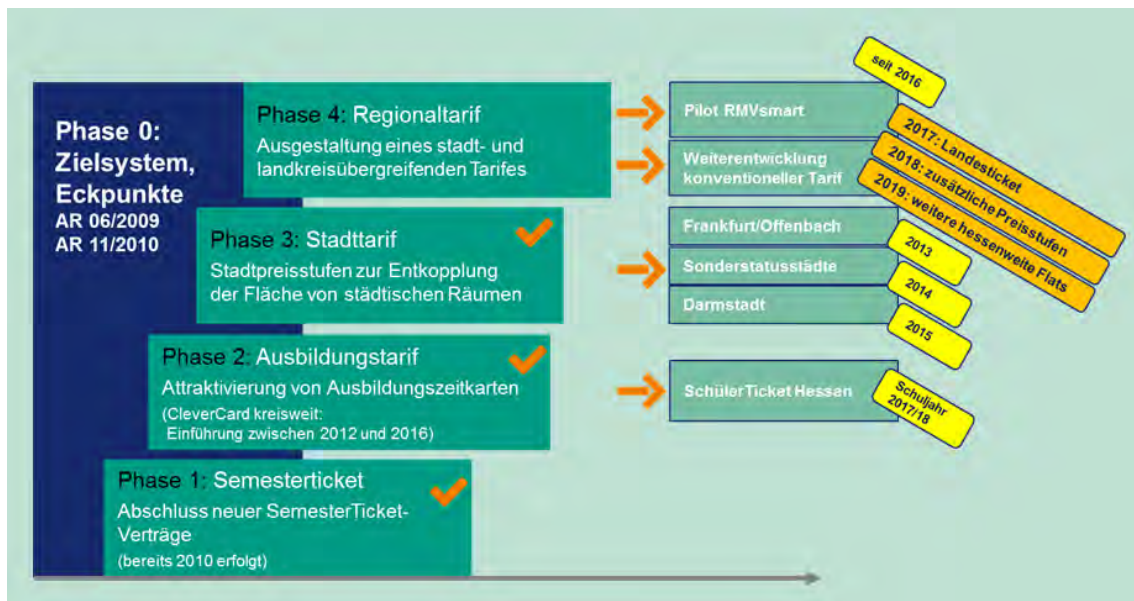 Phase 0:
Zielsystem,
Eckpunkte
AR 06/2009
AR 11/2010
Phase 4: Regionaltarif
Ausgestaltung eines stadt- und
landkreisübergreifenden Tarifes
Pilot RMVsmart
seit 2016
Weiterentwicklung
konventioneller Tarif
2017: Landesticket
2018: zusätzliche Preisstufen
2019: weitere hessenweite Flats
Phase 3: Stadttarif
Stadtpreisstufen zur Entkopplung
der Fläche von städtischen Räumen
Frankfurt/Offenbach
2013
Sonderstatusstädte
2014
Darmstadt
2015
Phase 2: Ausbildungstarif
Attraktivierung von Ausbildungszeitkarten
(CleverCard kreisweit:
Einführung zwischen 2012 und 2016)
SchülerTicket Hessen
Schuljahr
2017/18
Phase 1: Semesterticket
Abschluss neuer SemesterTicket-
Verträge
(bereits 2010 erfolgt)